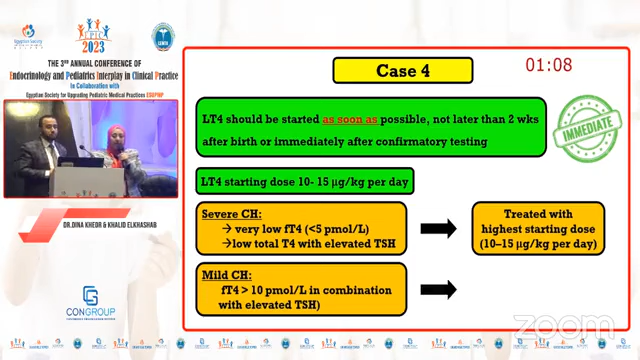 Egyptian Society
EPIC
2023
THE 3RD ANNUAL CONFERENCE OF
Endocrinology and Pediatrics Interplay in Clinical Practice
In Collaboration with
Egyptian Society for Upgrading Pediatric Medical Practices ESUPMP
DR.DINA KHEDR & KHALID ELKHASHAB
CONGROUP
Case 4
01:08
LT4 should be started as soon as possible, not later than 2 wks
after birth or immediately after confirmatory testing
IMMEDIATE
LT4 starting dose 10- 15 µg/kg per day
Severe CH:
→ very low fT4 (<5 pmol/L)
→low total T4 with elevated TSH
Treated with
highest starting dose
(10–15 µg/kg per day)
Mild CH:
fT4 > 10 pmol/L in combination
with elevated TSH)
zoom